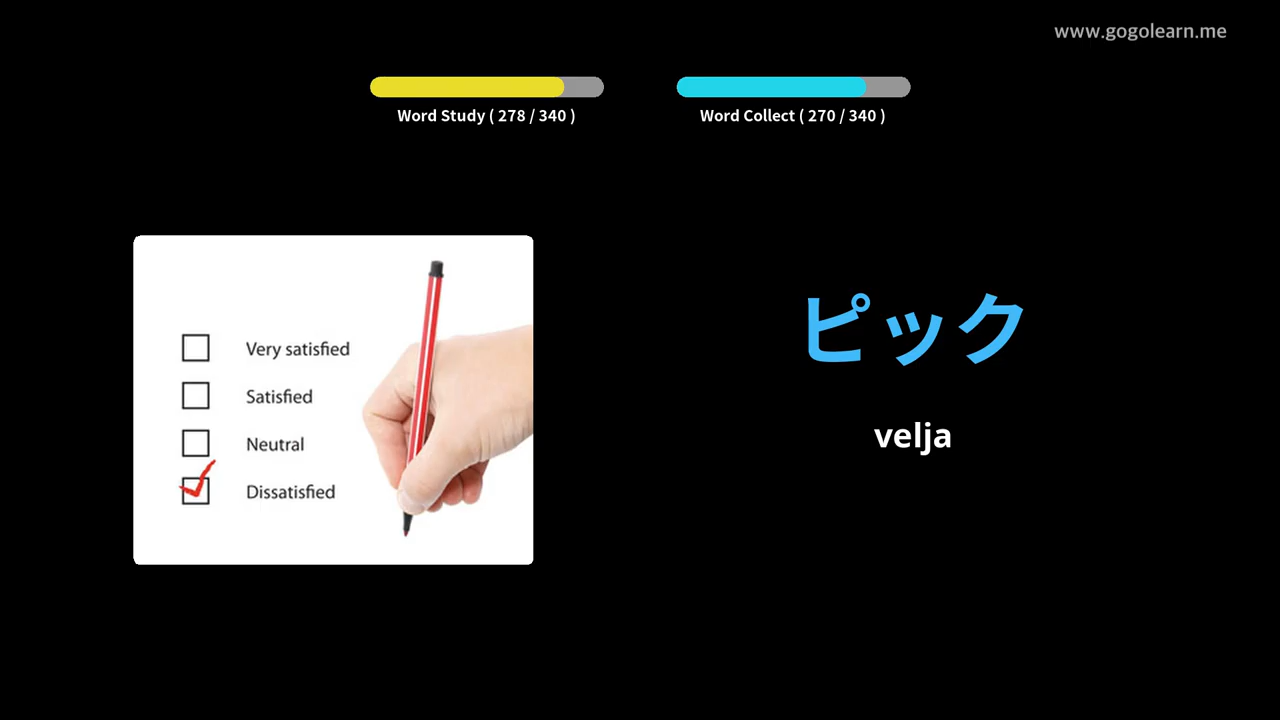 www.gogolearn.me
Word Study ( 278 / 340 )
Word Collect ( 270 / 340 )
Very satisfied
Satisfied
Neutral
Dissatisfied
ピック
velja